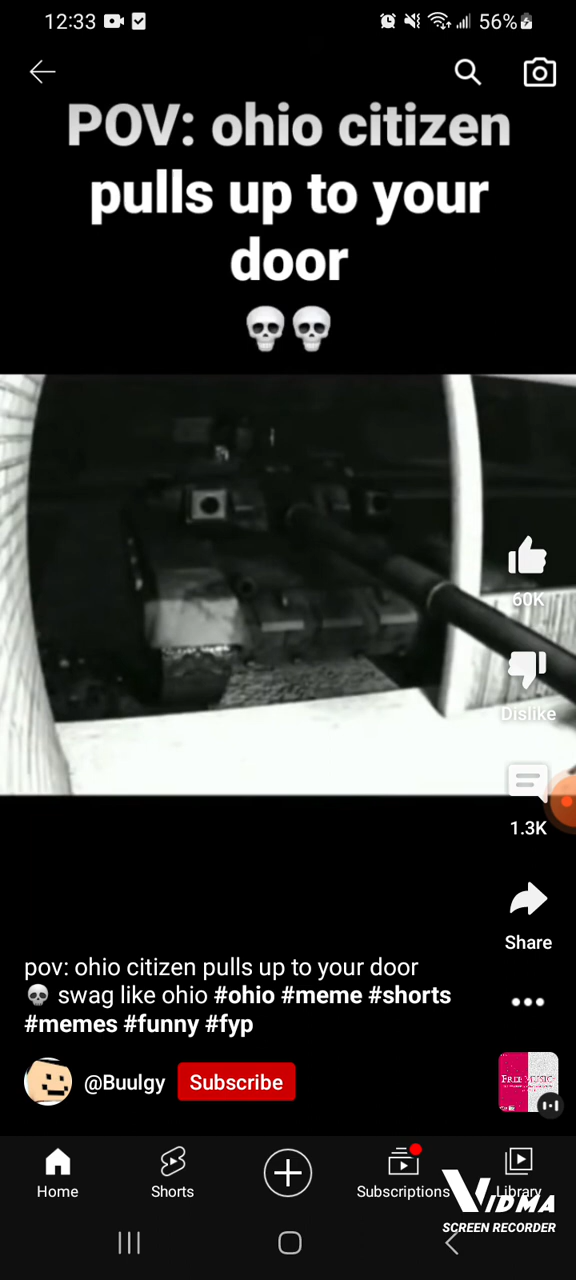 12:33
56%
POV: ohio citizen
pulls up to your
door
💀💀
60K
Dislike
1.3K
Share
pov: ohio citizen pulls up to your door
💀 swag like ohio #ohio #meme #shorts
#memes #funny #fyp
@Buulgy
Subscribe
FREE MUSIC
Home
Shorts
Subscriptions
Library
VIDMA
SCREEN RECORDER